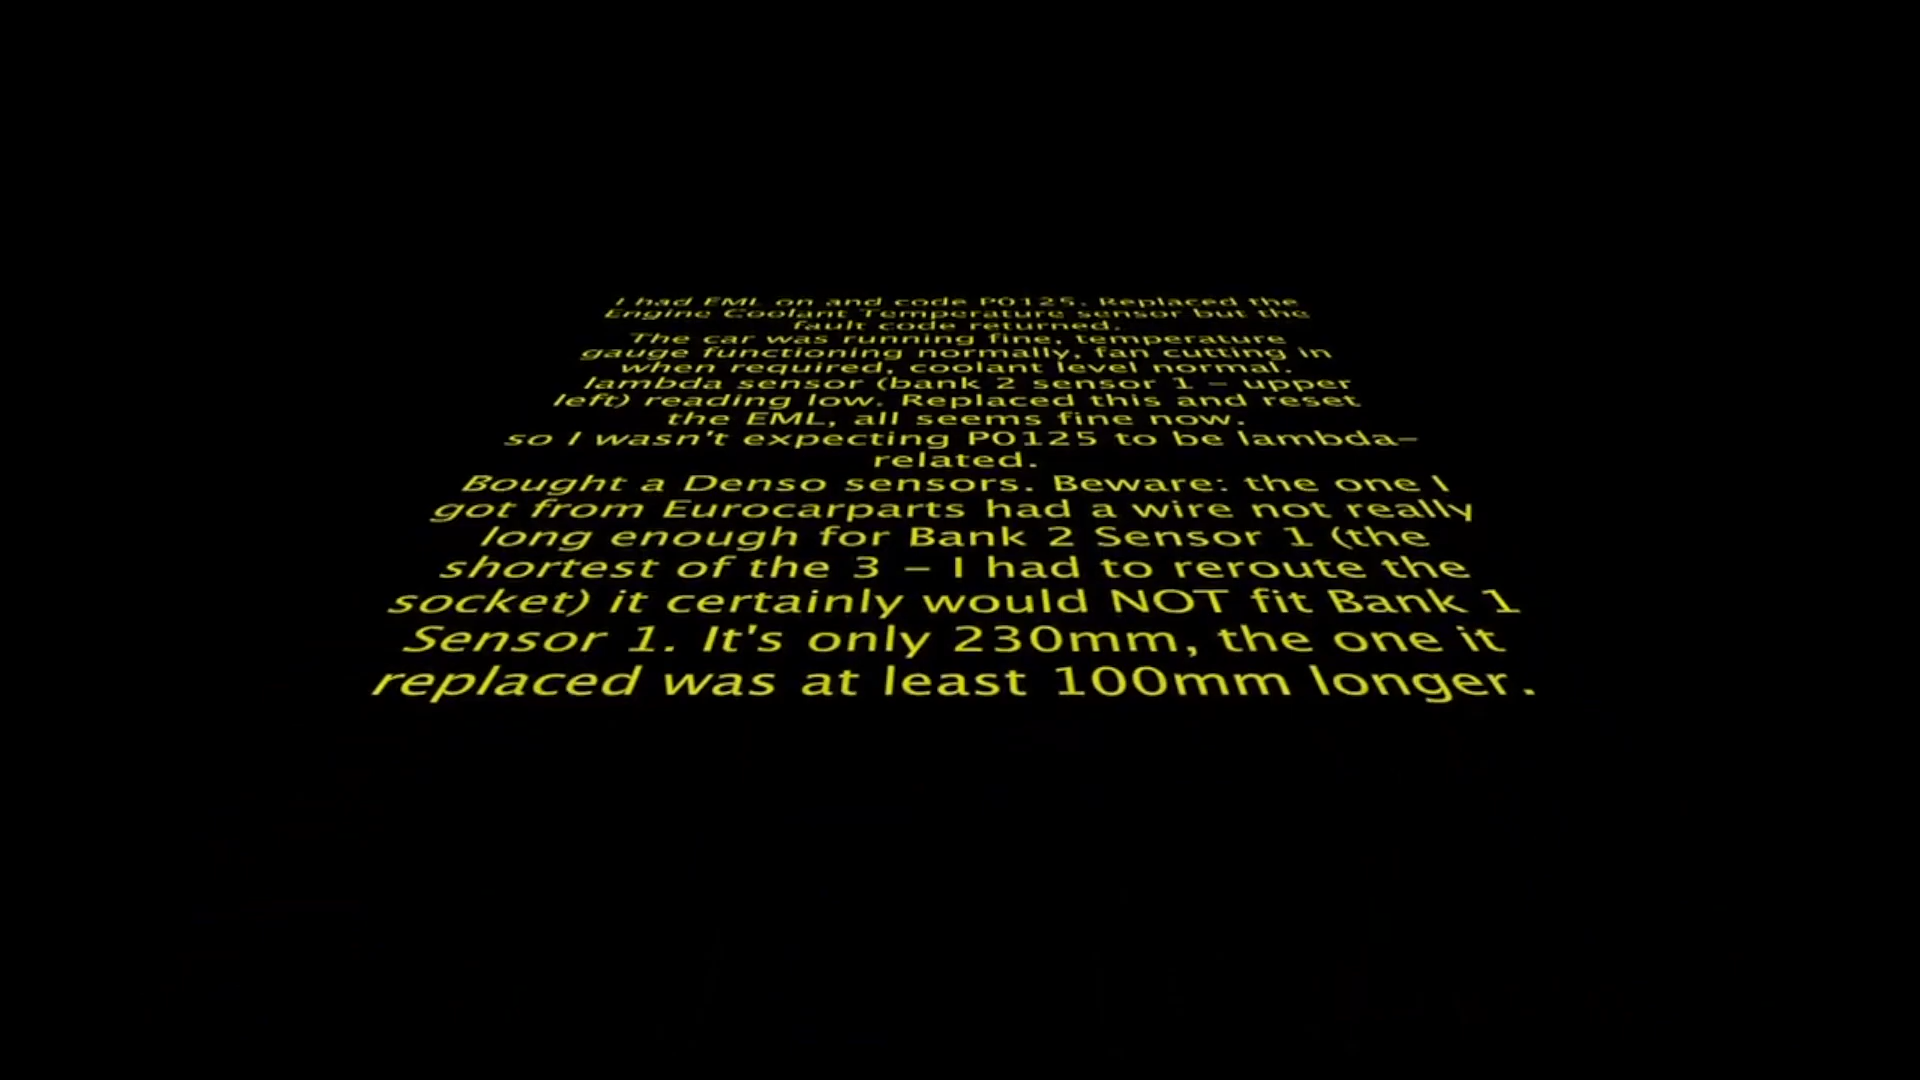 I had EML on and code P0125. Replaced the
Engine Coolant Temperature sensor but the
fault code returned.
The car was running fine, temperature
gauge functioning normally, fan cutting in
when required, coolant level normal.
lambda sensor (bank 2 sensor 1 – upper
left) reading low. Replaced this and reset
the EML, all seems fine now.
so I wasn't expecting P0125 to be lambda–
related.
Bought a Denso sensors. Beware: the one I
got from Eurocarparts had a wire not really
long enough for Bank 2 Sensor 1 (the
shortest of the 3 – I had to reroute the
socket) it certainly would NOT fit Bank 1
Sensor 1. It's only 230mm, the one it
replaced was at least 100mm longer.